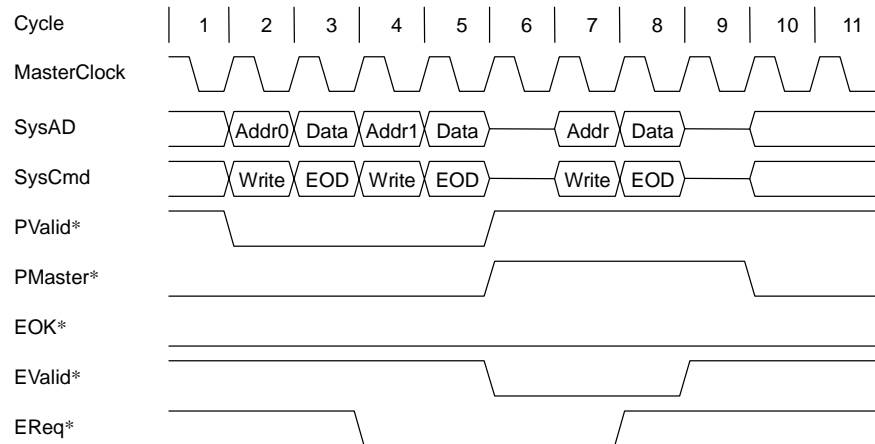 Cycle 1 2 3 4 5 6 7 8 9 10 11
MasterClock
SysAD Addr0 Data Addr1 Data Addr Data
SysCmd Write EOD Write EOD Write EOD
PValid*
PMaster*
EOK*
EValid*
EReq*